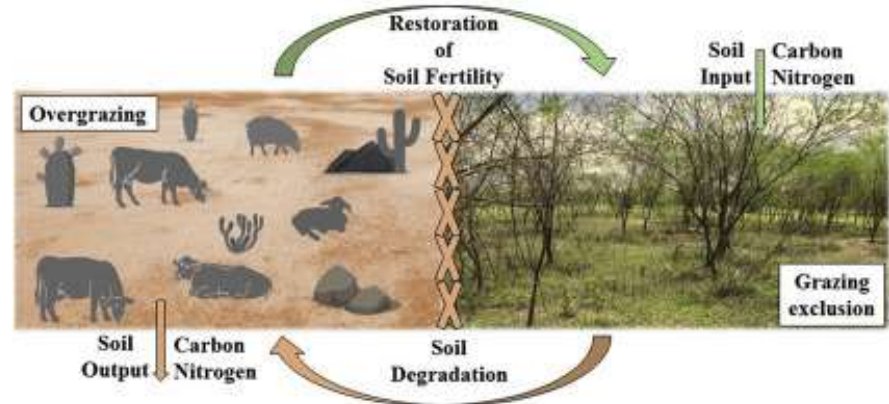 Restoration
of
Soil Fertility
Soil Carbon
Input Nitrogen
Overgrazing
Grazing
exclusion
Soil Carbon
Output Nitrogen
Soil
Degradation